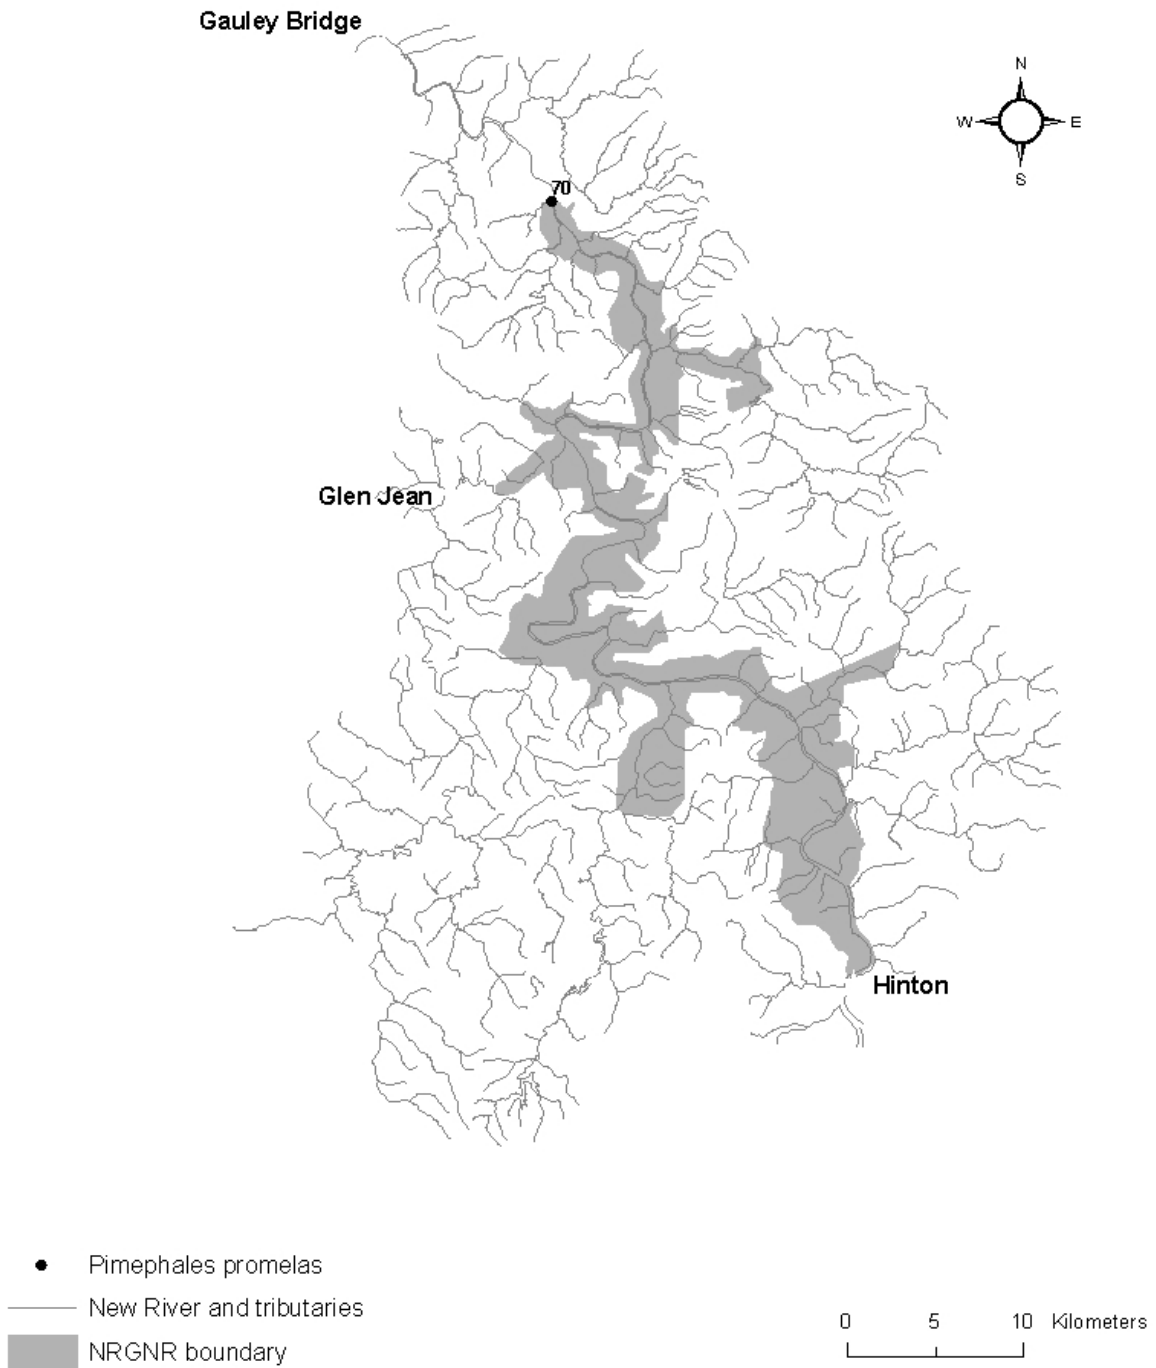 Gauley Bridge
N
W E
S
70
Glen Jean
Hinton
Pimephales promelas
New River and tributaries
NRGNR boundary
0 5 10 Kilometers